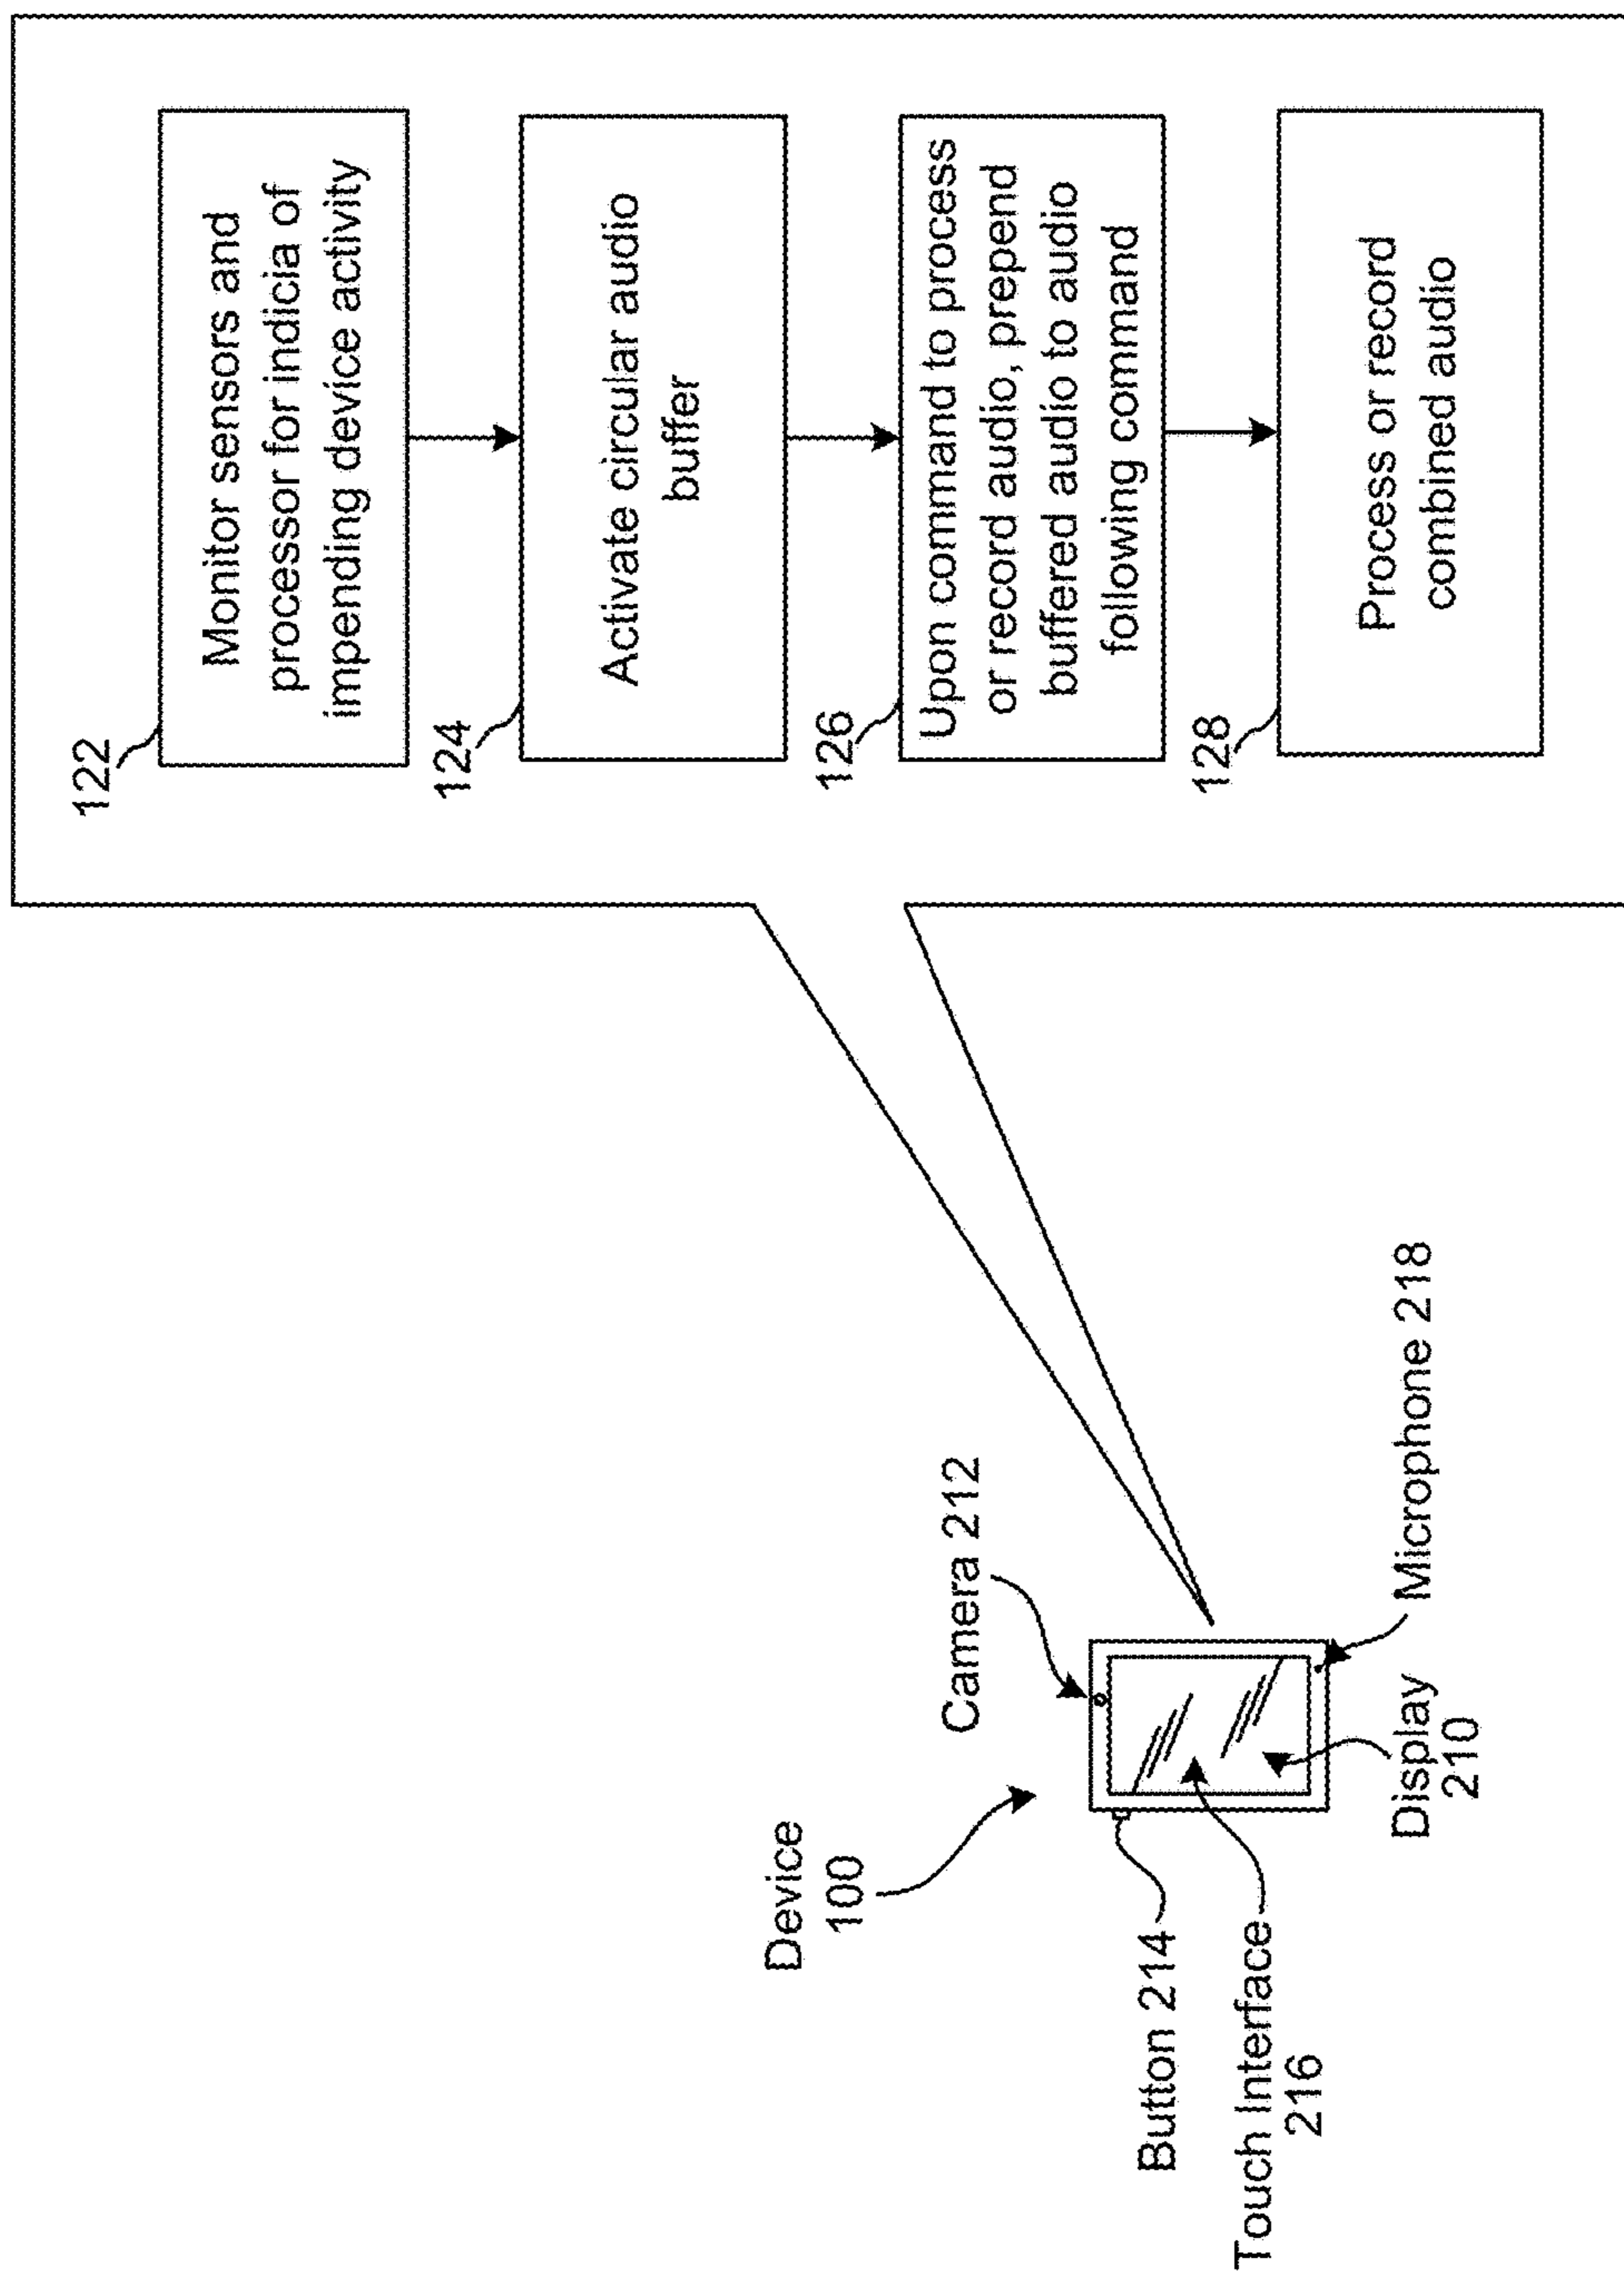 122
Monitor sensors and
processor for indicia of
impending device activity
124
Activate circular audio
buffer
126
Upon command to process
or record audio, prepend
buffered audio to audio
following command
128
Process or record
combined audio
Device
100
Camera 212
Button 214
Touch Interface
216
Display
210
Microphone 218